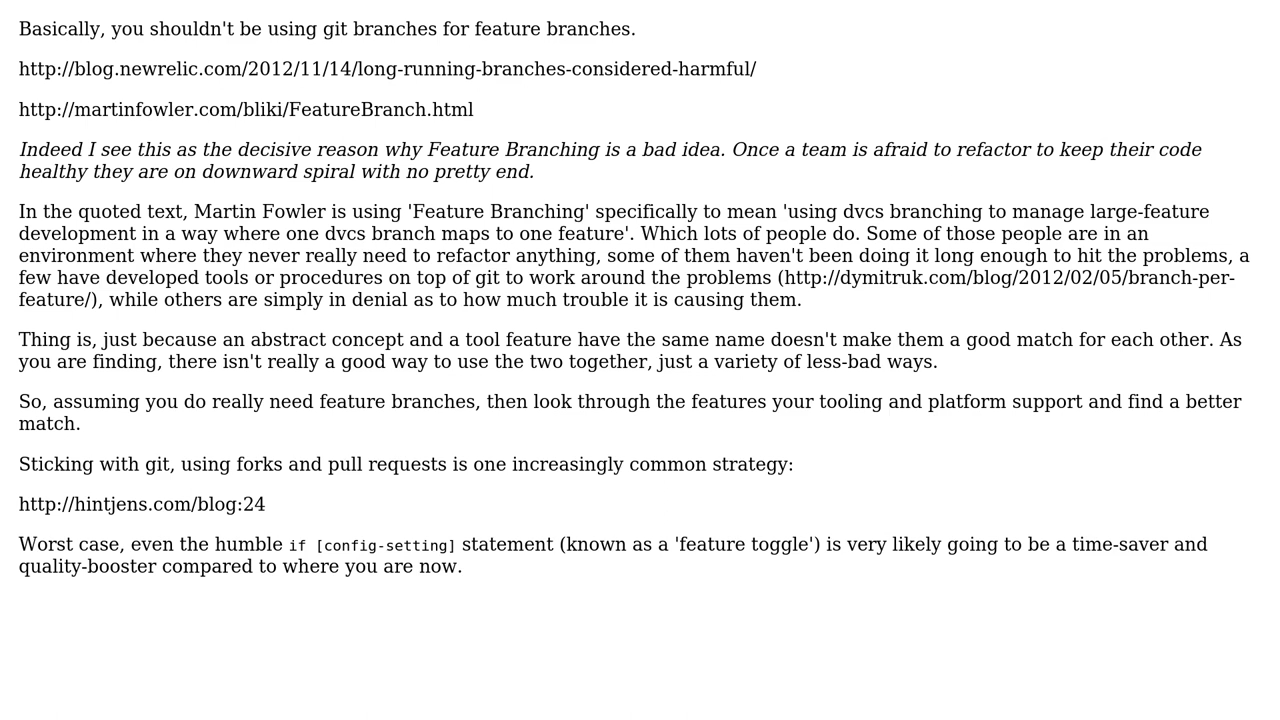 Basically, you shouldn't be using git branches for feature branches.
http://blog.newrelic.com/2012/11/14/long-running-branches-considered-harmful/
http://martinfowler.com/bliki/FeatureBranch.html
Indeed I see this as the decisive reason why Feature Branching is a bad idea. Once a team is afraid to refactor to keep their code
healthy they are on downward spiral with no pretty end.
In the quoted text, Martin Fowler is using 'Feature Branching' specifically to mean 'using dvcs branching to manage large-feature
development in a way where one dvcs branch maps to one feature'. Which lots of people do. Some of those people are in an
environment where they never really need to refactor anything, some of them haven't been doing it long enough to hit the problems, a
few have developed tools or procedures on top of git to work around the problems (http://dymitruk.com/blog/2012/02/05/branch-per-
feature/), while others are simply in denial as to how much trouble it is causing them.
Thing is, just because an abstract concept and a tool feature have the same name doesn't make them a good match for each other. As
you are finding, there isn't really a good way to use the two together, just a variety of less-bad ways.
So, assuming you do really need feature branches, then look through the features your tooling and platform support and find a better
match.
Sticking with git, using forks and pull requests is one increasingly common strategy:
http://hintjens.com/blog:24
Worst case, even the humble if [config-setting] statement (known as a 'feature toggle') is very likely going to be a time-saver and
quality-booster compared to where you are now.